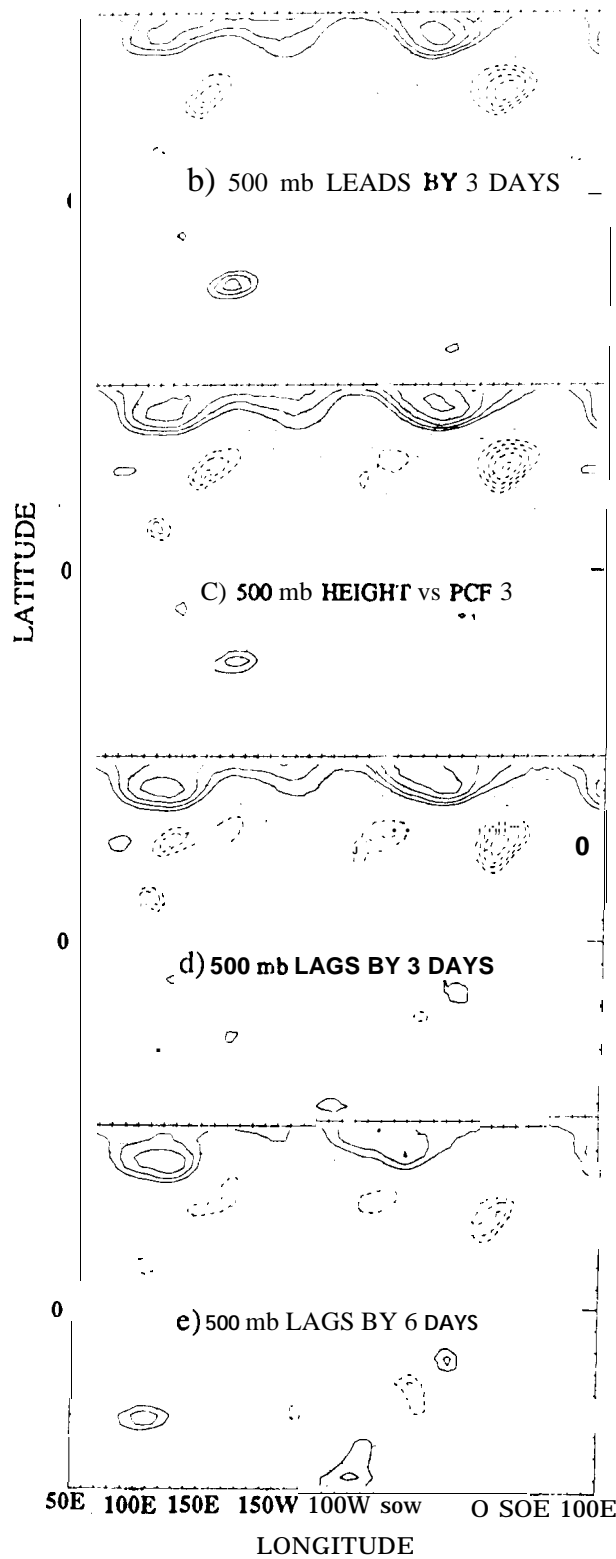 b) 500 mb LEADS BY 3 DAYS
LATITUDE
0
C) 500 mb HEIGHT vs PCF 3
0
0
d) 500 mb LAGS BY 3 DAYS
0
e) 500 mb LAGS BY 6 DAYS
50E 100E 150E 150W 100W sow O SOE 100E
LONGITUDE